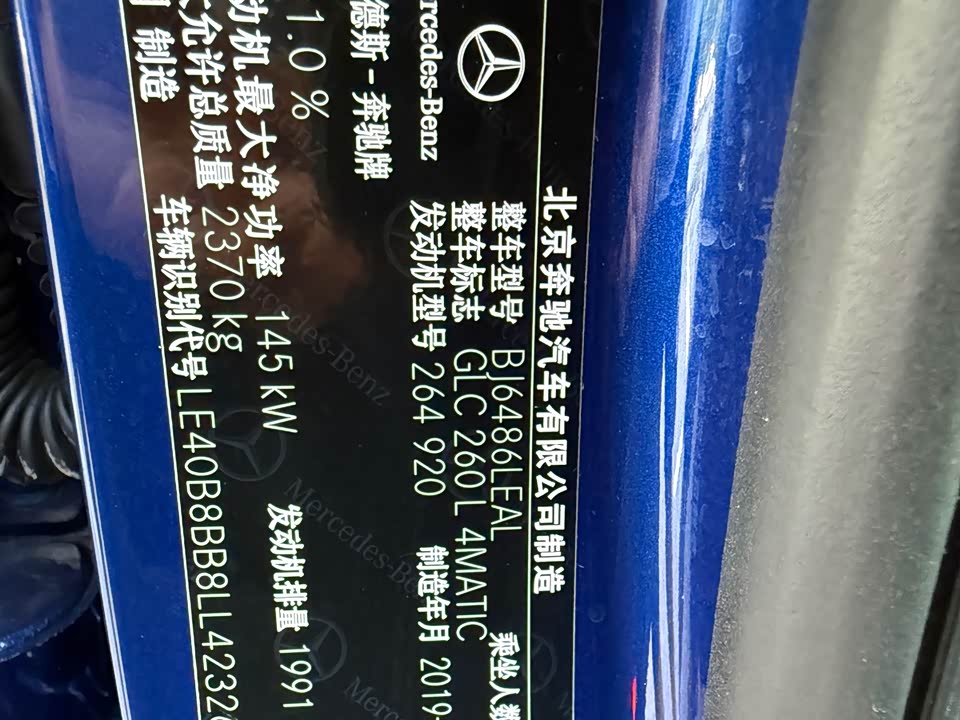 北京奔驰汽车有限公司制造
整车型号 BJ6486LEAL 乘坐人数
整车标志 GLC 260 L 4MATIC
Mercedes-Benz 发动机型号 264 920 制造年月 2019-
德斯-奔驰牌
1.0 % 发动机排量 1991
动机最大净功率 145 kW
大允许总质量 2370 kg
制造 车辆识别代号 LE40B8BB8LL4232